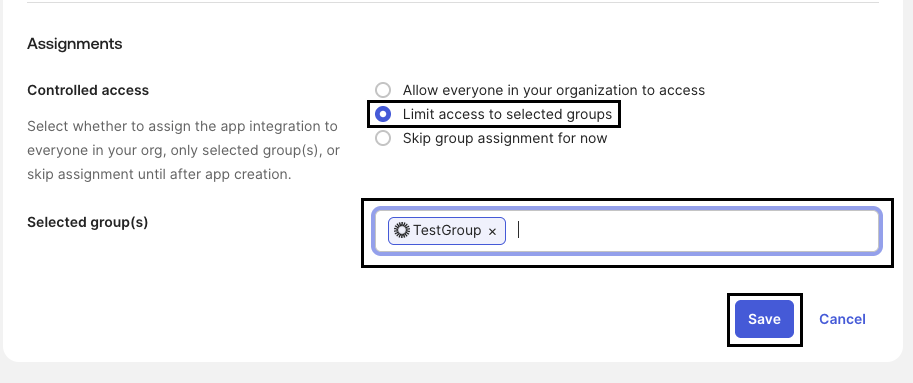 Assignments
Controlled access
Select whether to assign the app integration to
everyone in your org, only selected group(s), or
skip assignment until after app creation.
Allow everyone in your organization to access
Limit access to selected groups
Skip group assignment for now
Selected group(s)
TestGroup ×
Save
Cancel